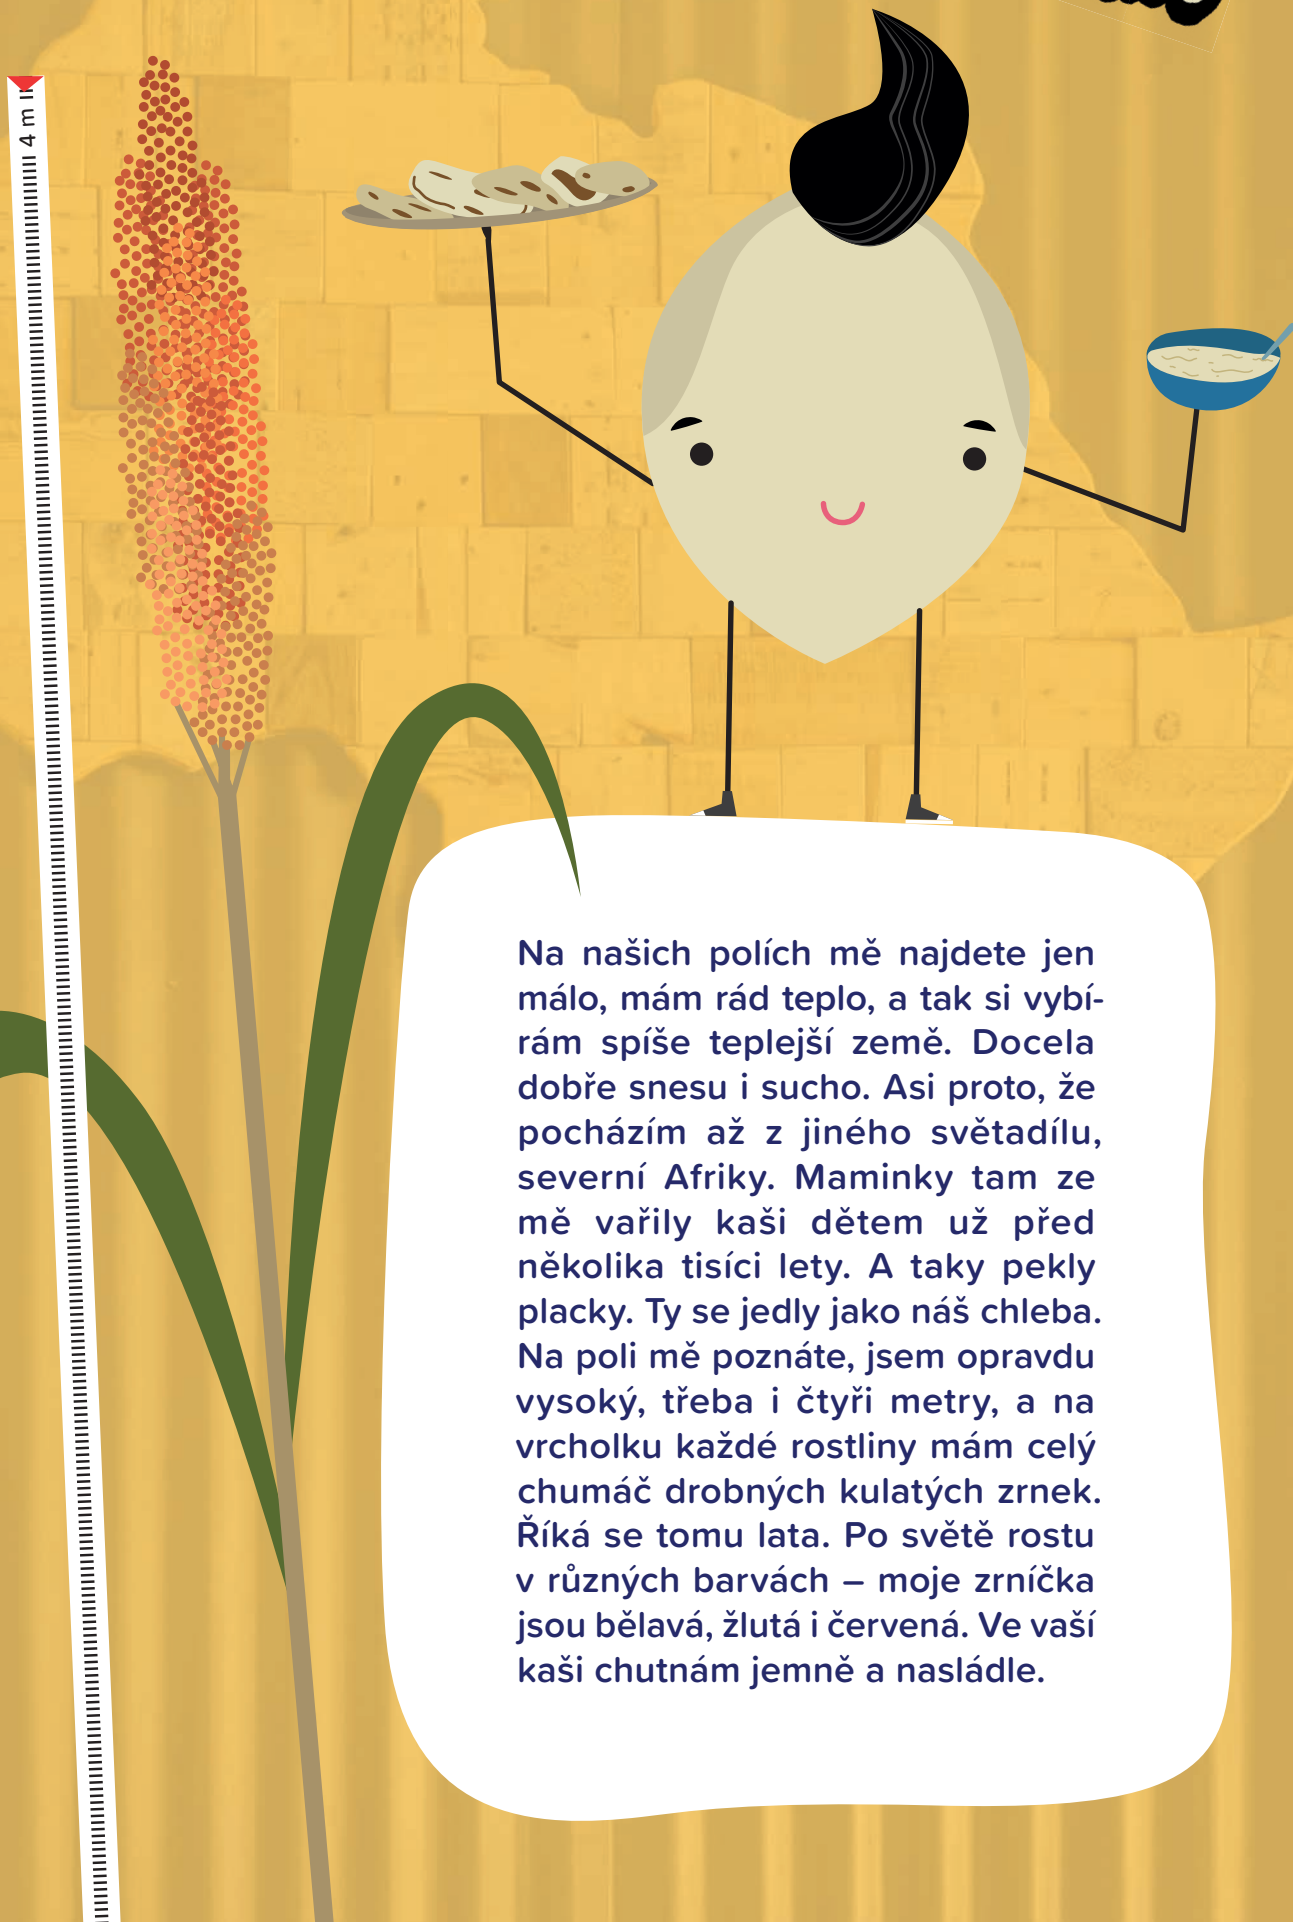 4 m
Na našich polích mě najdete jen
málo, mám rád teplo, a tak si vybí-
rám spíše teplejší země. Docela
dobře snesu i sucho. Asi proto, že
pocházím až z jiného světadílu,
severní Afriky. Maminky tam ze
mě vařily kaši dětem už před
několika tisíci lety. A taky pekly
placky. Ty se jedly jako náš chleba.
Na poli mě poznáte, jsem opravdu
vysoký, třeba i čtyři metry, a na
vrcholku každé rostliny mám celý
chumáč drobných kulatých zrnek.
Říká se tomu lata. Po světě rostu
v různých barvách – moje zrníčka
jsou bělavá, žlutá i červená. Ve vaší
kaši chutnám jemně a nasládle.